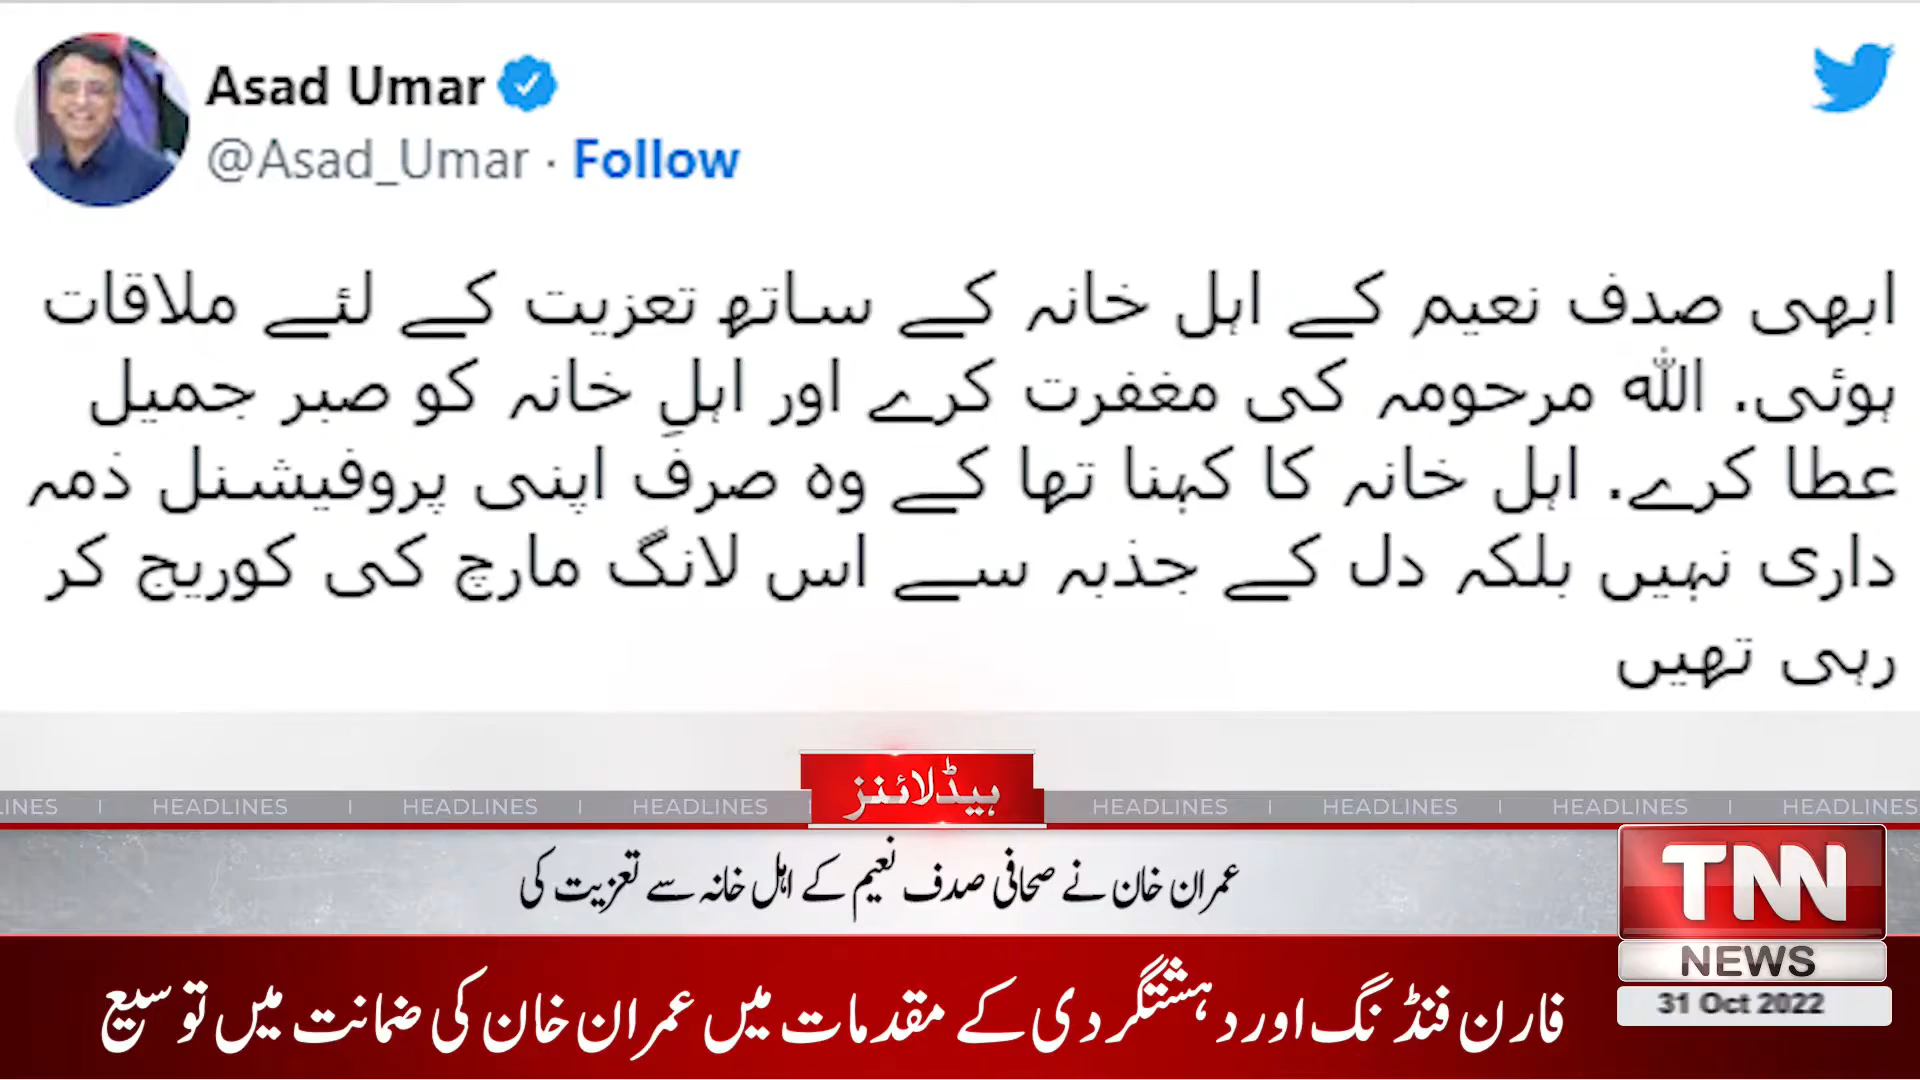 Asad Umar
@Asad_Umar · Follow
ابھی صدف نعیم کے اہل خانہ کے ساتھ تعزیت کے لئے ملاقات
ہوئی. اللہ مرحومہ کی مغفرت کرے اور اہلِ خانہ کو صبر جمیل
عطا کرے. اہل خانہ کا کہنا تھا کے وہ صرفَ اپنی پروفیشنل ذمہ
داری نہیں بلکہ دل کے جذبہ سے اس لانگ مارچ کی کوریج کر
رہی تھیں
ہیڈلائنز
LINES | HEADLINES | HEADLINES | HEADLINES | HEADLINES | HEADLINES | HEADLINES | HEADLINES
عمران خان نے صحافی صدف نعیم کے اہل خانہ سے تعزیت کی
TNN
NEWS
31 Oct 2022
فارن فنڈنگ اور دہشتگردی کے مقدمات میں عمران خان کی ضمانت میں توسیع